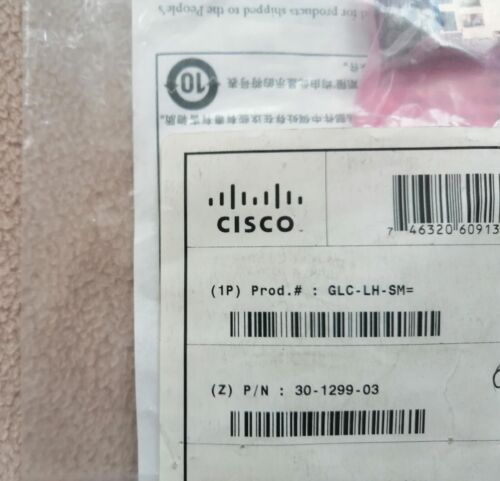 for products shipped to the People's
10
CISCO
7 46320 60913
(1P) Prod.# : GLC-LH-SM=
(Z) P/N : 30-1299-03